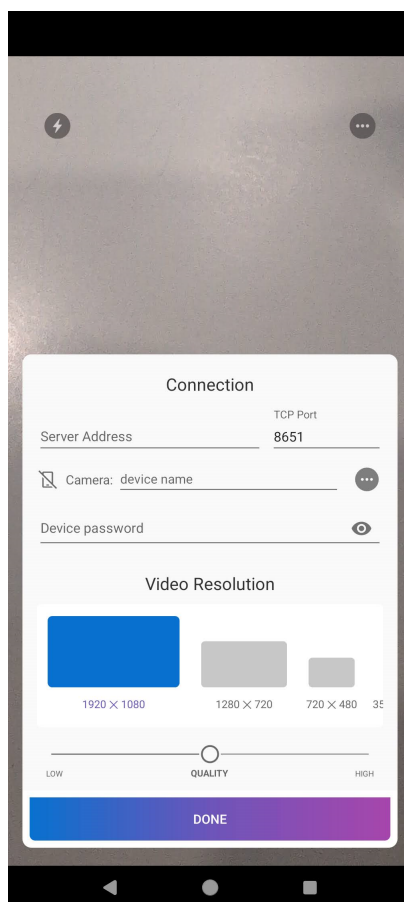 Connection
TCP Port
Server Address 8651
Camera: device name
Device password
Video Resolution
1920 × 1080 1280 × 720 720 × 480 35
LOW QUALITY HIGH
DONE